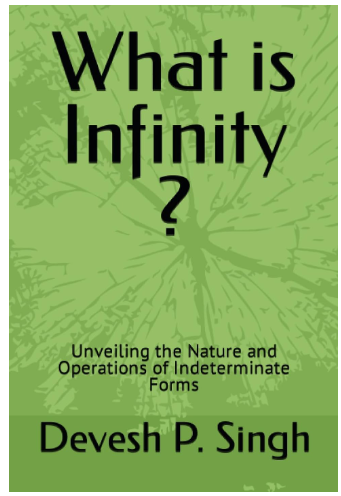 What is
Infinity
?
Unveiling the Nature and
Operations of Indeterminate
Forms
Devesh P. Singh